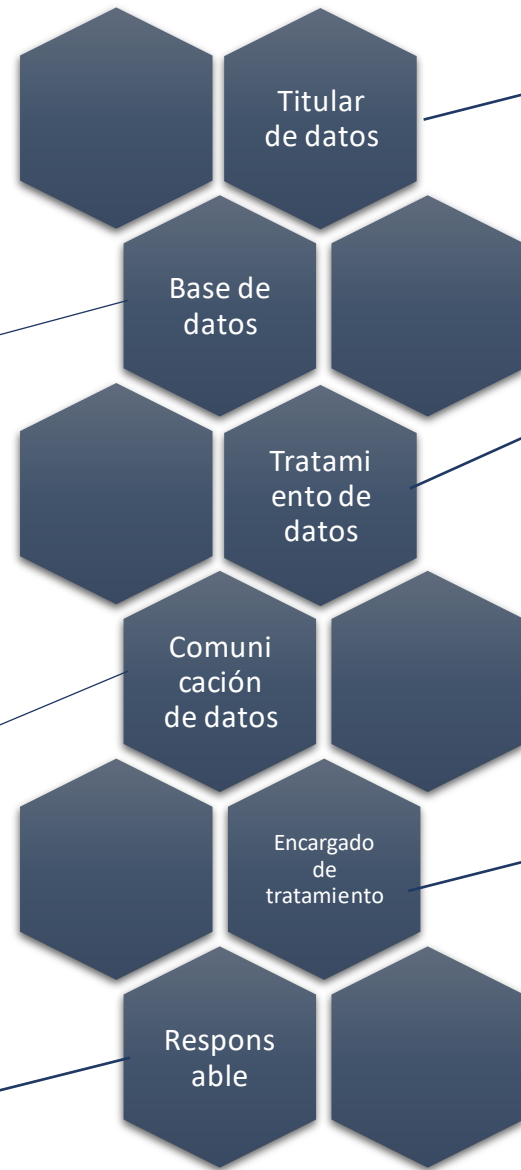 Titular
de datos
Base de
datos
Tratami
ento de
datos
Comuni
cación
de datos
Encargado
de
tratamiento
Respons
able